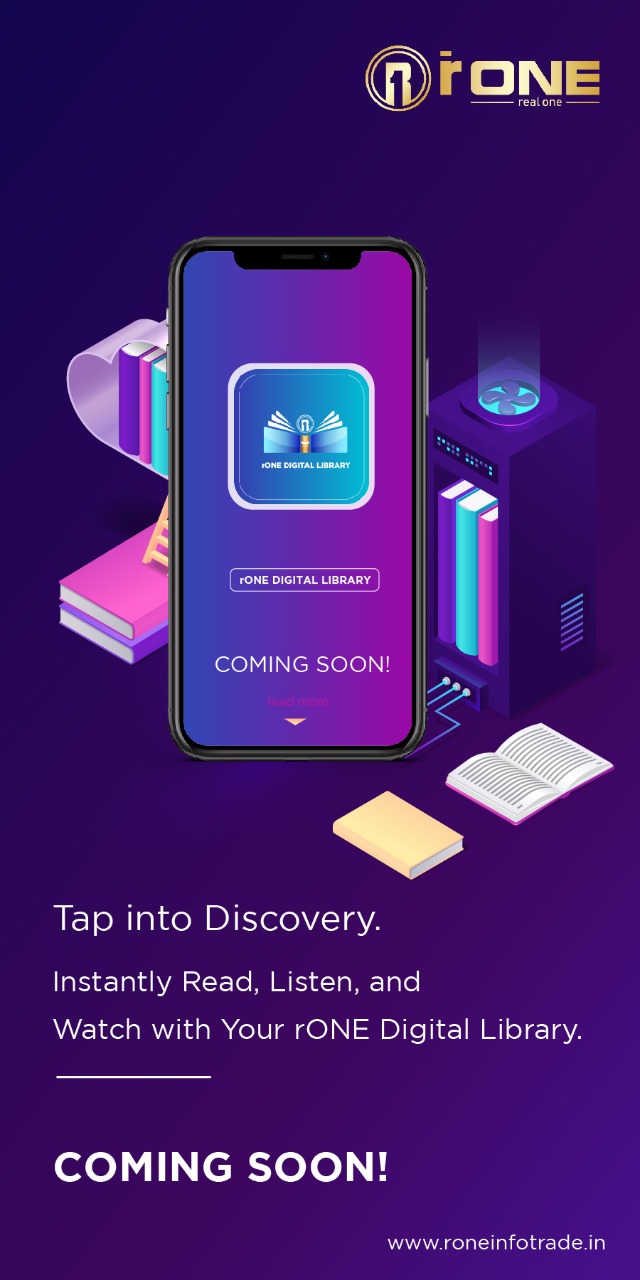 rONE
real one
rONE DIGITAL LIBRARY
rONE DIGITAL LIBRARY
COMING SOON!
read more
Tap into Discovery.
Instantly Read, Listen, and
Watch with Your rONE Digital Library.
COMING SOON!
www.roneinfotrade.in